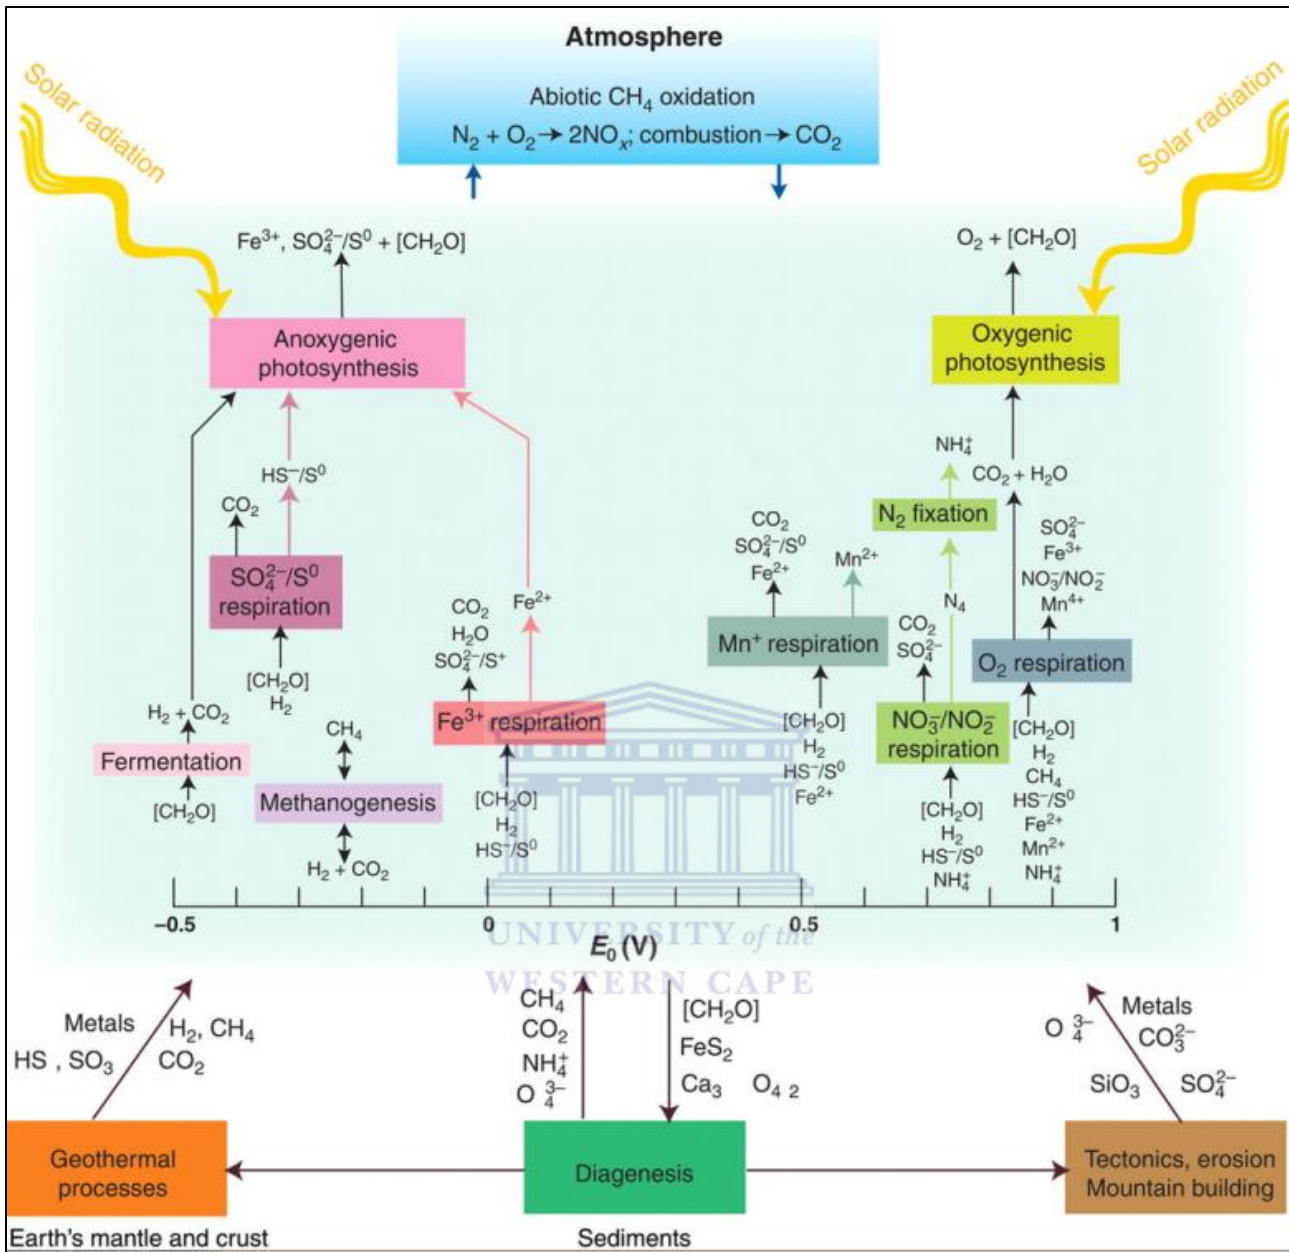 Atmosphere
Abiotic CH₄ oxidation
N₂ + O₂ → 2NOₓ; combustion → CO₂
Solar radiation
Solar radiation
Fe³⁺, SO₄²⁻/S⁰ + [CH₂O]
O₂ + [CH₂O]
Anoxygenic
photosynthesis
Oxygenic
photosynthesis
HS⁻/S⁰
CO₂
SO₄²⁻/S⁰
respiration
[CH₂O]
H₂
H₂ + CO₂
Fermentation
[CH₂O]
CH₄
Methanogenesis
H₂ + CO₂
Fe²⁺
CO₂
H₂O
SO₄²⁻/S⁺
Fe³⁺ respiration
[CH₂O]
H₂
HS⁻/S⁰
CO₂
SO₄²⁻/S⁰
Fe²⁺
Mn²⁺
Mn⁺ respiration
[CH₂O]
H₂
HS⁻/S⁰
Fe²⁺
NH₄⁺
N₂ fixation
N₄
CO₂
SO₄²⁻
NO₃⁻/NO₂⁻
respiration
[CH₂O]
H₂
HS⁻/S⁰
NH₄⁺
CO₂ + H₂O
SO₄²⁻
Fe³⁺
NO₃⁻/NO₂⁻
Mn⁴⁺
O₂ respiration
[CH₂O]
H₂
CH₄
HS⁻/S⁰
Fe²⁺
Mn²⁺
NH₄⁺
–0.5
0
0.5
1
E₀ (V)
UNIVERSITY of the
WESTERN CAPE
Metals
H₂, CH₄
HS , SO₃
CO₂
CH₄
CO₂
NH₄⁺
O ₄³⁻
[CH₂O]
FeS₂
Ca₃ O₄ ₂
O ₄³⁻
Metals
CO₃²⁻
SiO₃
SO₄²⁻
Geothermal
processes
Diagenesis
Tectonics, erosion
Mountain building
Earth's mantle and crust
Sediments